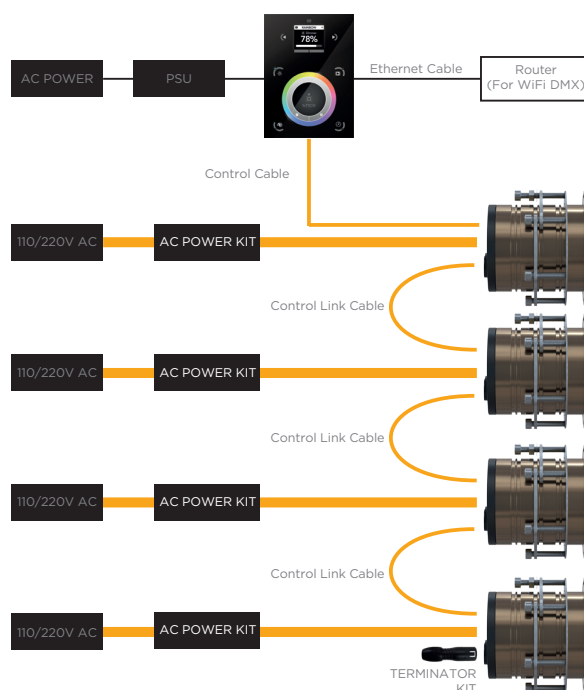 78%
AC POWER
PSU
Ethernet Cable
Router
(For WiFi DMX)
Control Cable
110/220V AC
AC POWER KIT
Control Link Cable
110/220V AC
AC POWER KIT
Control Link Cable
110/220V AC
AC POWER KIT
Control Link Cable
110/220V AC
AC POWER KIT
TERMINATOR
KIT